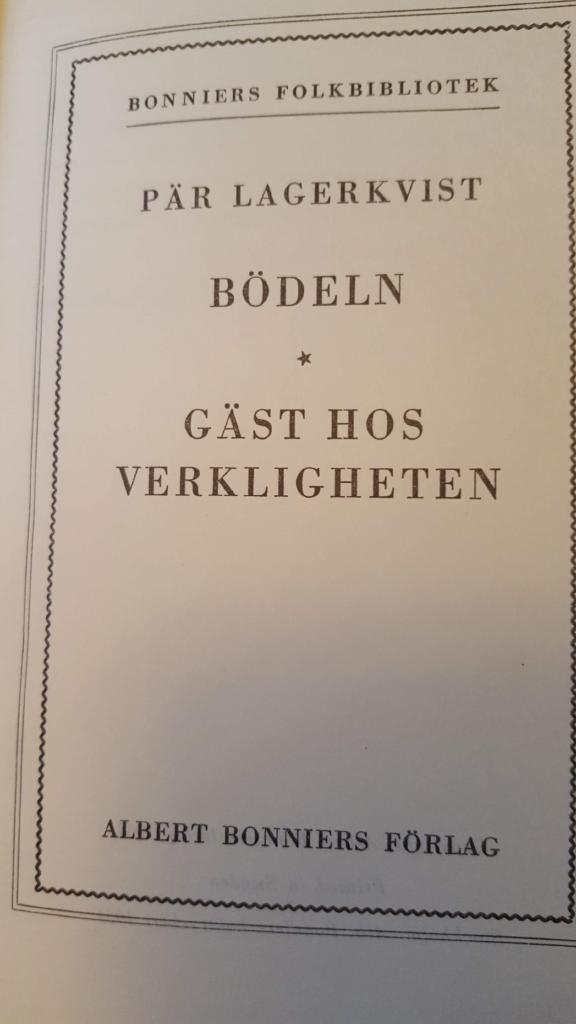 BONNIERS FOLKBIBLIOTEK
PÄR LAGERKVIST
BÖDELN
GÄST HOS
VERKLIGHETEN
ALBERT BONNIERS FÖRLAG